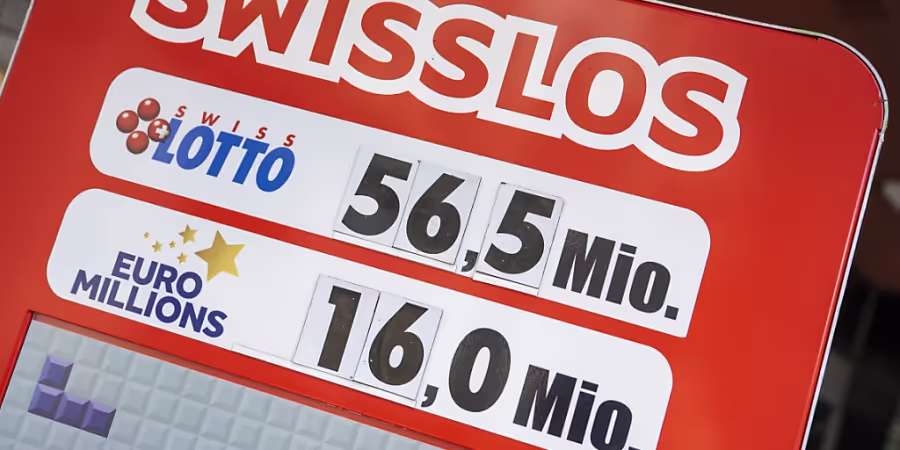 SWISSLOS
SWISS
LOTTO
56,5 Mio.
EURO
MILLIONS
16,0 Mio.